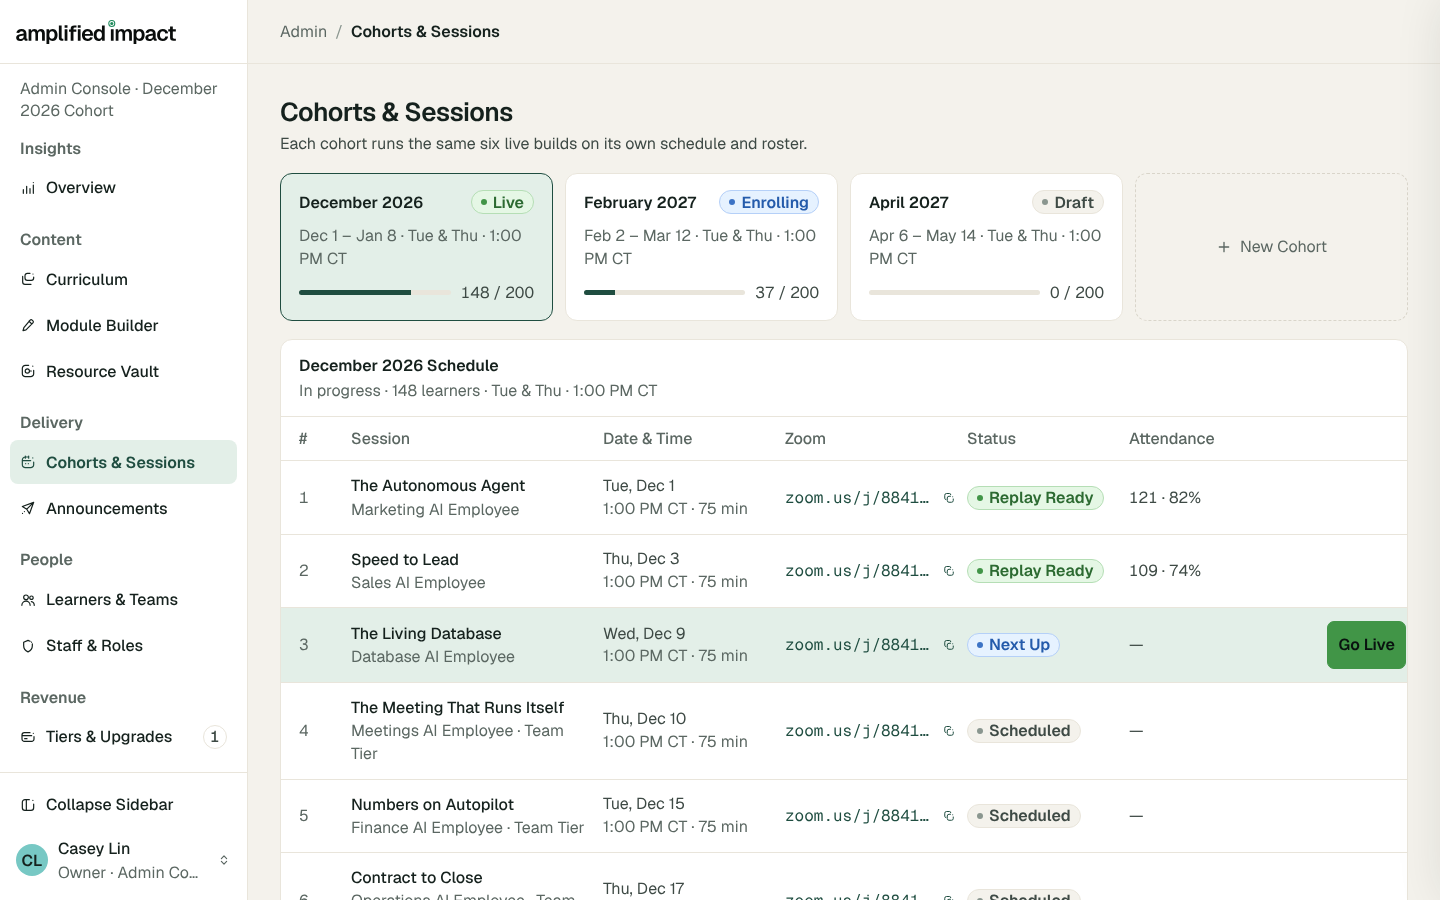 amplified impact
Admin / Cohorts & Sessions
Admin Console · December
2026 Cohort
Insights
Overview
Content
Curriculum
Module Builder
Resource Vault
Delivery
Cohorts & Sessions
Announcements
People
Learners & Teams
Staff & Roles
Revenue
Tiers & Upgrades 1
Collapse Sidebar
CL
Casey Lin
Owner · Admin Co...
Cohorts & Sessions
Each cohort runs the same six live builds on its own schedule and roster.
December 2026 Live
Dec 1 – Jan 8 · Tue & Thu · 1:00
PM CT
148 / 200
February 2027 Enrolling
Feb 2 – Mar 12 · Tue & Thu · 1:00
PM CT
37 / 200
April 2027 Draft
Apr 6 – May 14 · Tue & Thu · 1:00
PM CT
0 / 200
+ New Cohort
December 2026 Schedule
In progress · 148 learners · Tue & Thu · 1:00 PM CT
# Session Date & Time Zoom Status Attendance
1 The Autonomous Agent
Marketing AI Employee
Tue, Dec 1
1:00 PM CT · 75 min
zoom.us/j/8841… Replay Ready 121 · 82%
2 Speed to Lead
Sales AI Employee
Thu, Dec 3
1:00 PM CT · 75 min
zoom.us/j/8841… Replay Ready 109 · 74%
3 The Living Database
Database AI Employee
Wed, Dec 9
1:00 PM CT · 75 min
zoom.us/j/8841… Next Up — Go Live
4 The Meeting That Runs Itself
Meetings AI Employee · Team
Tier
Thu, Dec 10
1:00 PM CT · 75 min
zoom.us/j/8841… Scheduled —
5 Numbers on Autopilot
Finance AI Employee · Team Tier
Tue, Dec 15
1:00 PM CT · 75 min
zoom.us/j/8841… Scheduled —
6 Contract to Close
Operations AI Employee · Team
Thu, Dec 17
zoom.us/j/8841… Scheduled